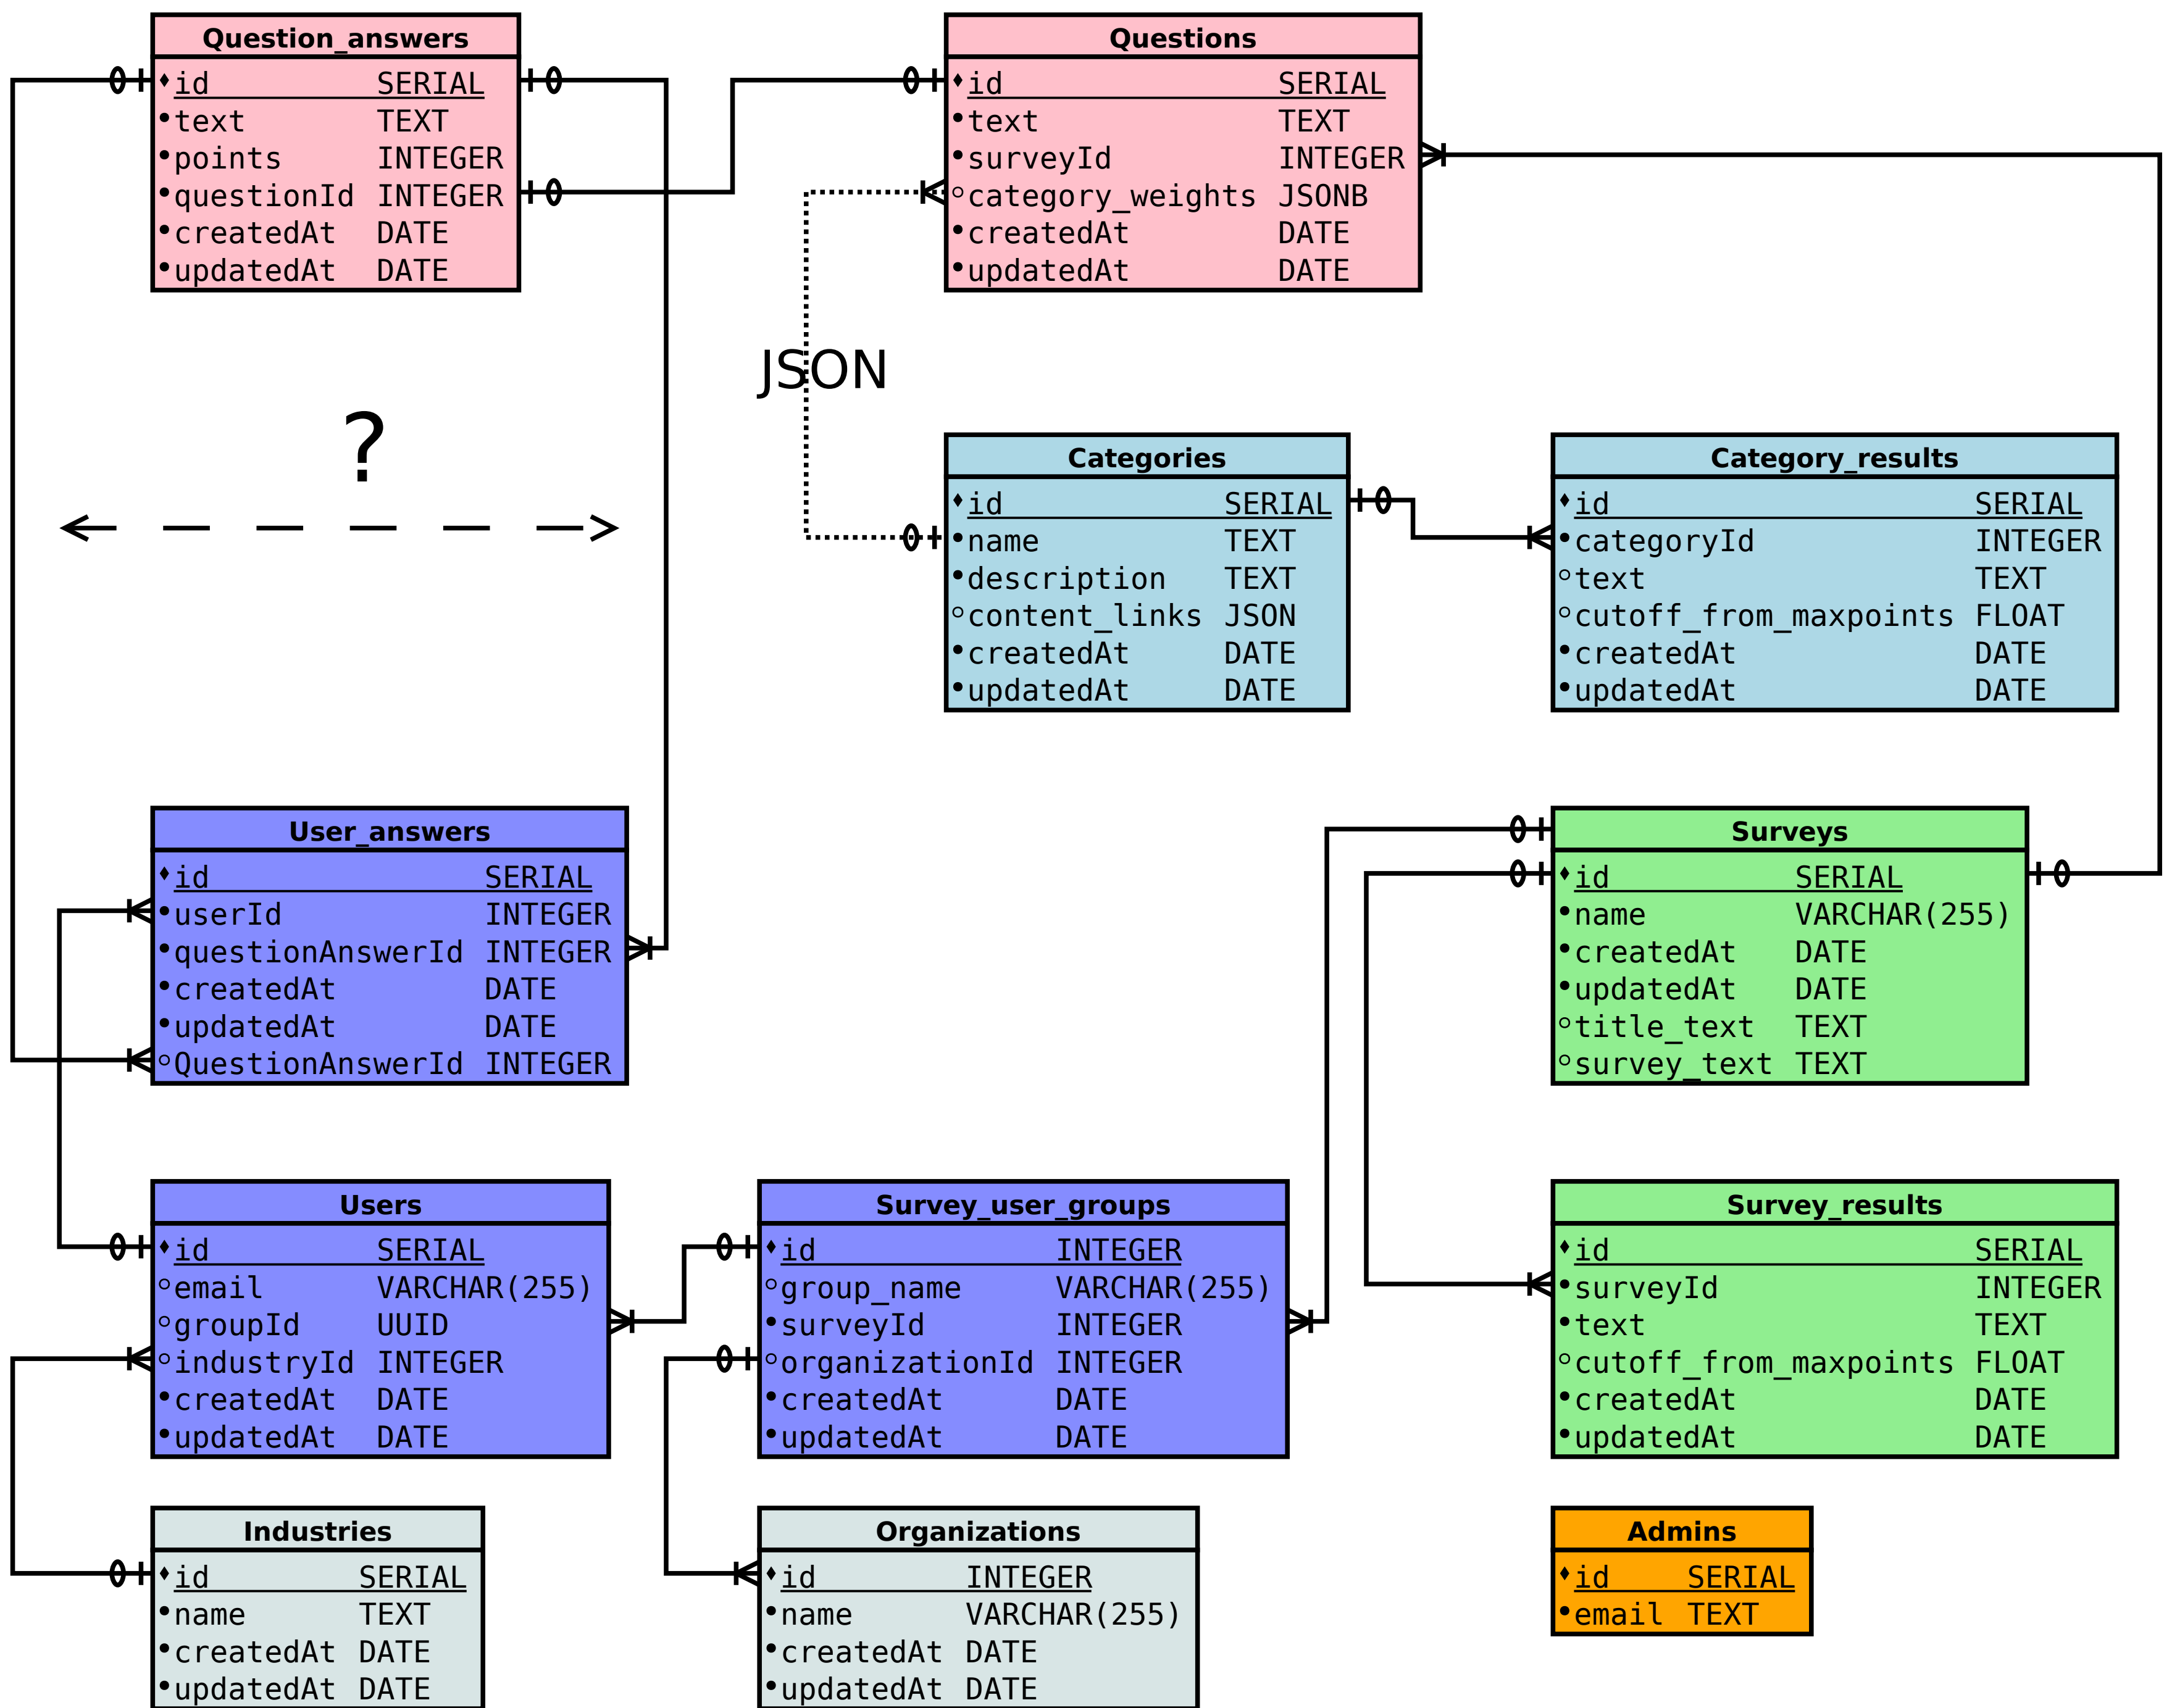 Question_answers
id SERIAL
text TEXT
points INTEGER
questionId INTEGER
createdAt DATE
updatedAt DATE
Questions
id SERIAL
text TEXT
surveyId INTEGER
category_weights JSONB
createdAt DATE
updatedAt DATE
JSON
?
Categories
id SERIAL
name TEXT
description TEXT
content_links JSON
createdAt DATE
updatedAt DATE
Category_results
id SERIAL
categoryId INTEGER
text TEXT
cutoff_from_maxpoints FLOAT
createdAt DATE
updatedAt DATE
User_answers
id SERIAL
userId INTEGER
questionAnswerId INTEGER
createdAt DATE
updatedAt DATE
QuestionAnswerId INTEGER
Surveys
id SERIAL
name VARCHAR(255)
createdAt DATE
updatedAt DATE
title_text TEXT
survey_text TEXT
Users
id SERIAL
email VARCHAR(255)
groupId UUID
industryId INTEGER
createdAt DATE
updatedAt DATE
Survey_user_groups
id INTEGER
group_name VARCHAR(255)
surveyId INTEGER
organizationId INTEGER
createdAt DATE
updatedAt DATE
Survey_results
id SERIAL
surveyId INTEGER
text TEXT
cutoff_from_maxpoints FLOAT
createdAt DATE
updatedAt DATE
Industries
id SERIAL
name TEXT
createdAt DATE
updatedAt DATE
Organizations
id INTEGER
name VARCHAR(255)
createdAt DATE
updatedAt DATE
Admins
id SERIAL
email TEXT